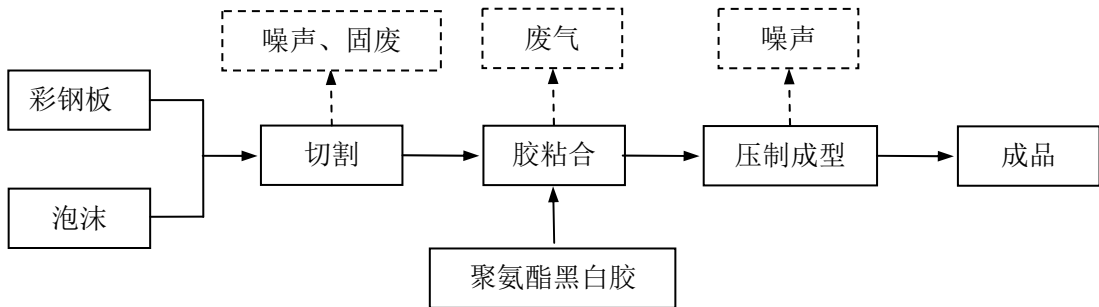 噪声、固废
废气
噪声
彩钢板
切割
胶粘合
压制成型
成品
泡沫
聚氨酯黑白胶